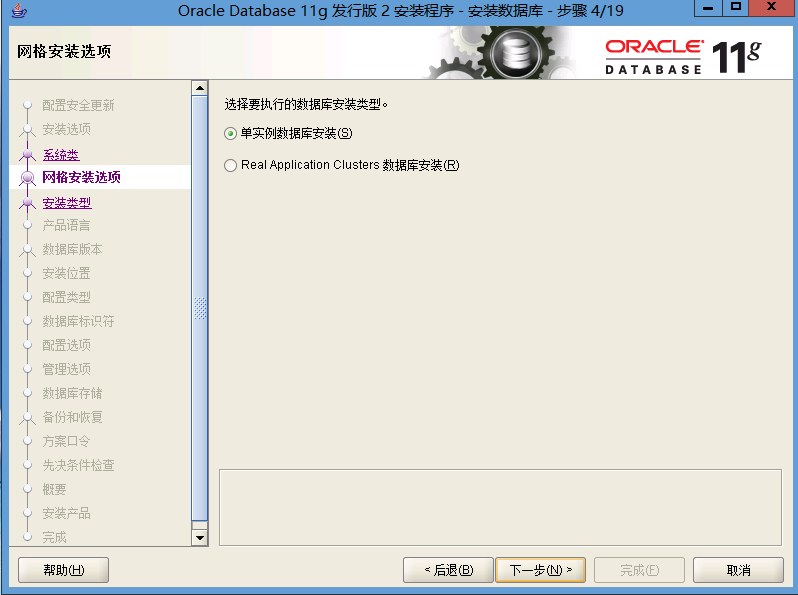 Oracle Database 11g 发行版 2 安装程序 - 安装数据库 - 步骤 4/19
网格安装选项
ORACLE
DATABASE
11g
配置安全更新
安装选项
系统类
网格安装选项
安装类型
产品语言
数据库版本
安装位置
配置类型
数据库标识符
配置选项
管理选项
数据库存储
备份和恢复
方案口令
先决条件检查
概要
安装产品
完成
选择要执行的数据库安装类型。
单实例数据库安装(S)
Real Application Clusters 数据库安装(R)
帮助(H)
< 后退(B)
下一步(N) >
完成(F)
取消